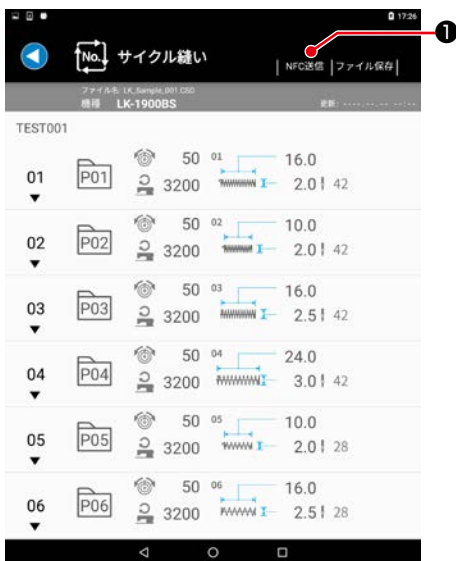 17:26
❶
No. サイクル縫い
NFC送信 ファイル保存
ファイル名: LK_Sample_001.CSD
機種 LK-1900BS
更新: ----.--.-- --:--
TEST001
01 P01 50 01 16.0
3200 2.0 42
02 P02 50 02 10.0
3200 2.0 42
03 P03 50 03 16.0
3200 2.5 42
04 P04 50 04 24.0
3200 3.0 42
05 P05 50 05 10.0
3200 2.0 28
06 P06 50 06 16.0
3200 2.5 28